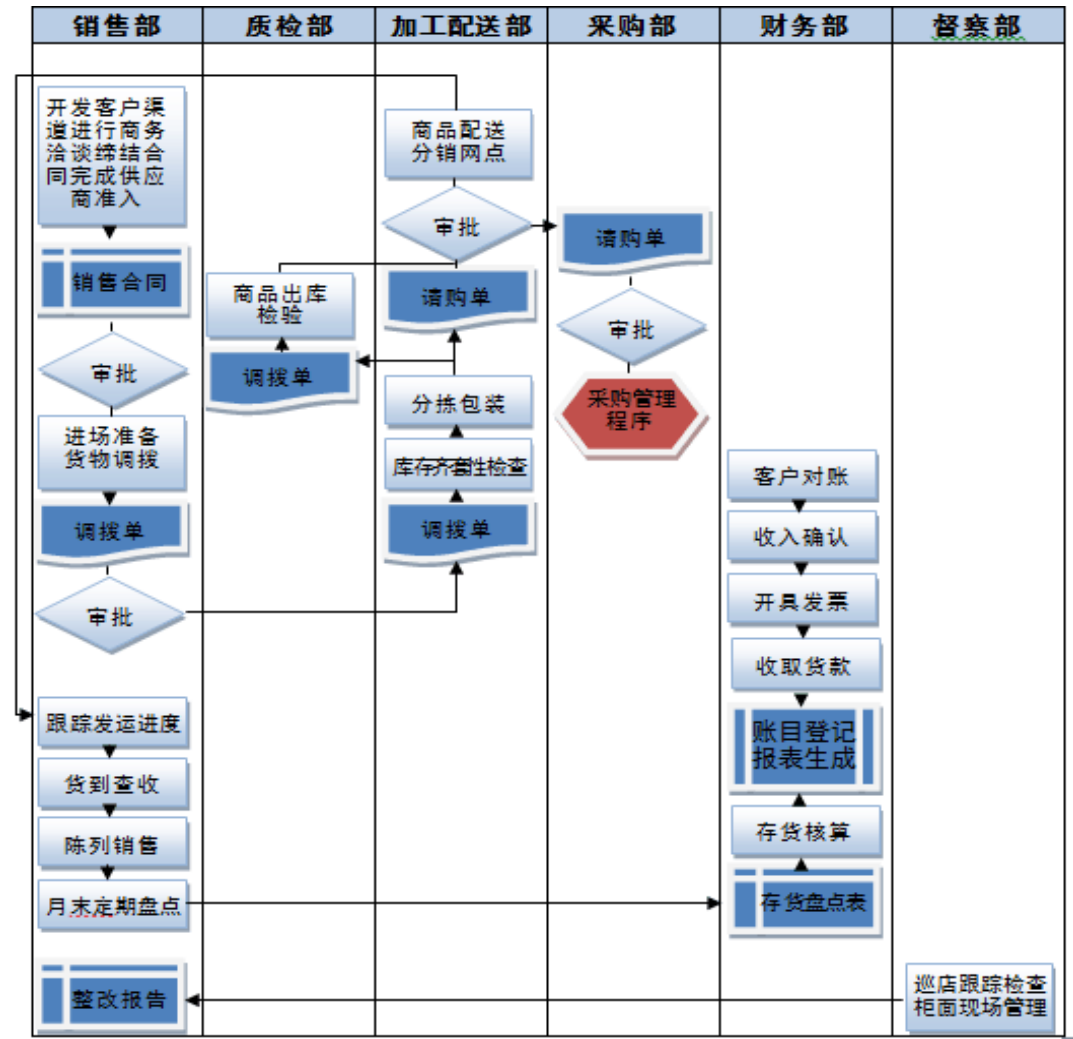 销售部
质检部
加工配送部
采购部
财务部
督察部
开发客户渠
道进行商务
洽谈缔结合
同完成供应
商准入
销售合同
审批
进场准备
货物调拨
调拨单
审批
跟踪发运进度
货到查收
陈列销售
月末定期盘点
整改报告
商品出库
检验
调拨单
商品配送
分销网点
审批
请购单
分拣包装
库存齐套性检查
调拨单
请购单
审批
采购管理
程序
客户对账
收入确认
开具发票
收取货款
账目登记
报表生成
存货核算
存货盘点表
巡店跟踪检查
柜面现场管理